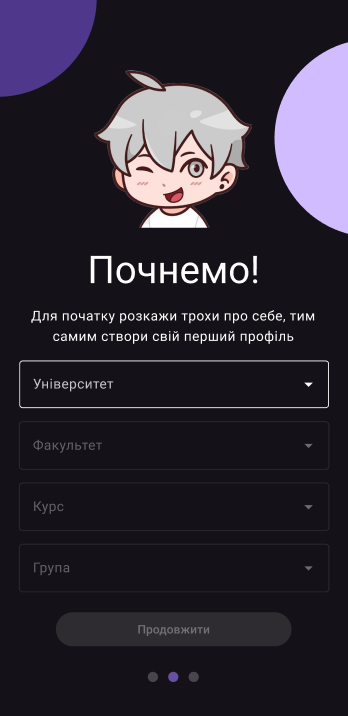 Почнемо!
Для початку розкажи трохи про себе, тим
самим створи свій перший профіль
Університет
Факультет
Курс
Група
Продовжити